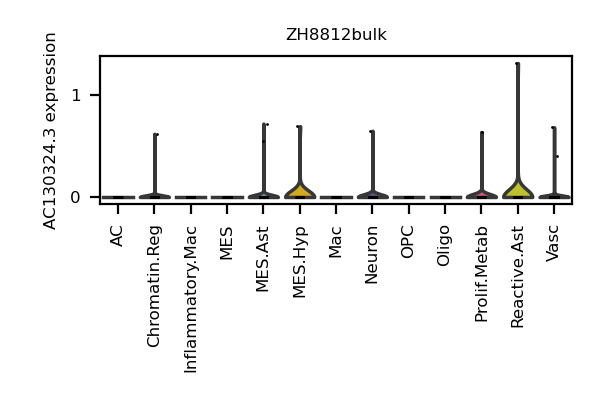 ZH8812bulk
AC130324.3 expression
1
0
AC
Chromatin.Reg
Inflammatory.Mac
MES
MES.Ast
MES.Hyp
Mac
Neuron
OPC
Oligo
Prolif.Metab
Reactive.Ast
Vasc